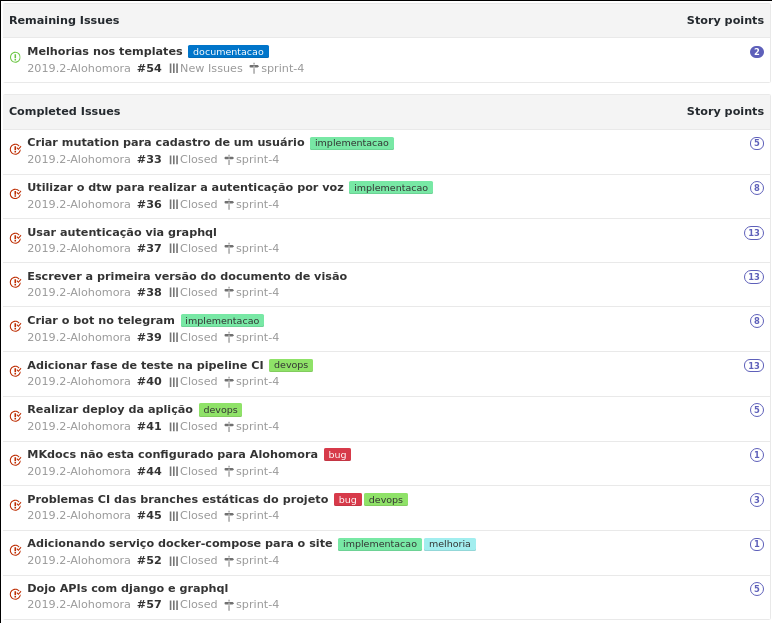 Remaining Issues Story points
Melhorias nos templates documentacao 2
2019.2-Alohomora #54 New Issues sprint-4
Completed Issues Story points
Criar mutation para cadastro de um usuário implementacao 5
2019.2-Alohomora #33 Closed sprint-4
Utilizar o dtw para realizar a autenticação por voz implementacao 8
2019.2-Alohomora #36 Closed sprint-4
Usar autenticação via graphql 13
2019.2-Alohomora #37 Closed sprint-4
Escrever a primeira versão do documento de visão 13
2019.2-Alohomora #38 Closed sprint-4
Criar o bot no telegram implementacao 8
2019.2-Alohomora #39 Closed sprint-4
Adicionar fase de teste na pipeline CI devops 13
2019.2-Alohomora #40 Closed sprint-4
Realizar deploy da aplição devops 5
2019.2-Alohomora #41 Closed sprint-4
MKdocs não esta configurado para Alohomora bug 1
2019.2-Alohomora #44 Closed sprint-4
Problemas CI das branches estáticas do projeto bug devops 3
2019.2-Alohomora #45 Closed sprint-4
Adicionando serviço docker-compose para o site implementacao melhoria 1
2019.2-Alohomora #52 Closed sprint-4
Dojo APIs com django e graphql 5
2019.2-Alohomora #57 Closed sprint-4